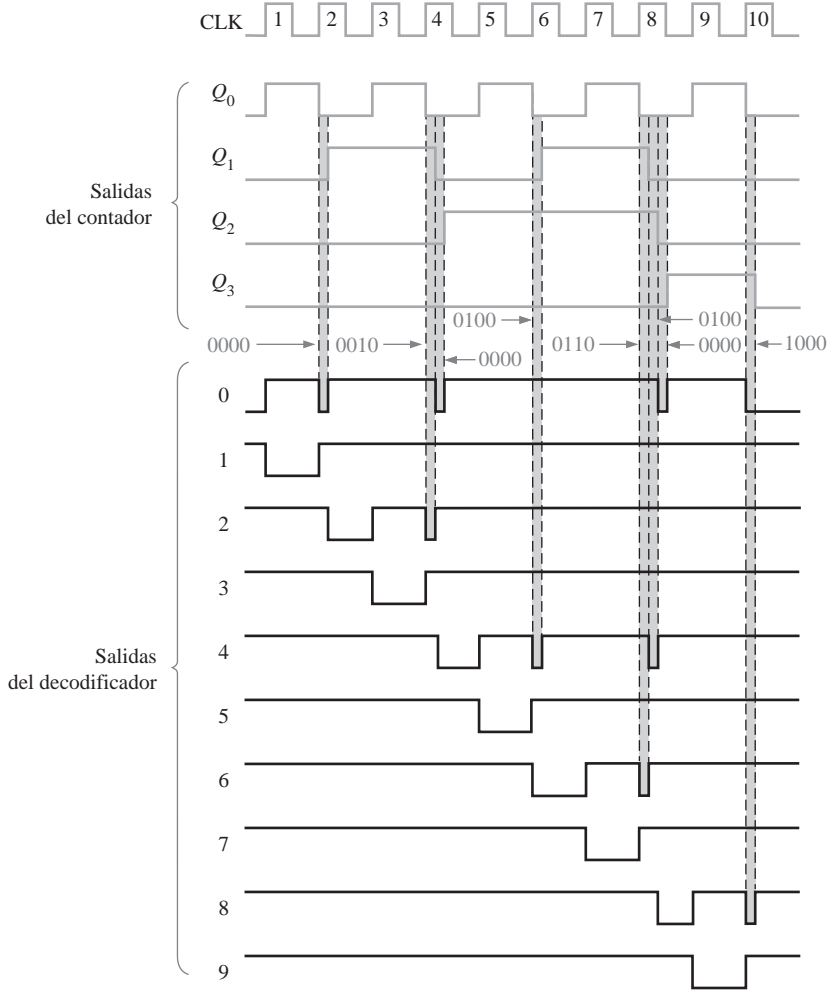 CLK 1 2 3 4 5 6 7 8 9 10
Q0
Q1
Salidas
del contador
Q2
Q3
0100 0100
0000 0010 0110 0000 1000
0000
0
1
2
3
4
Salidas
del decodificador
5
6
7
8
9